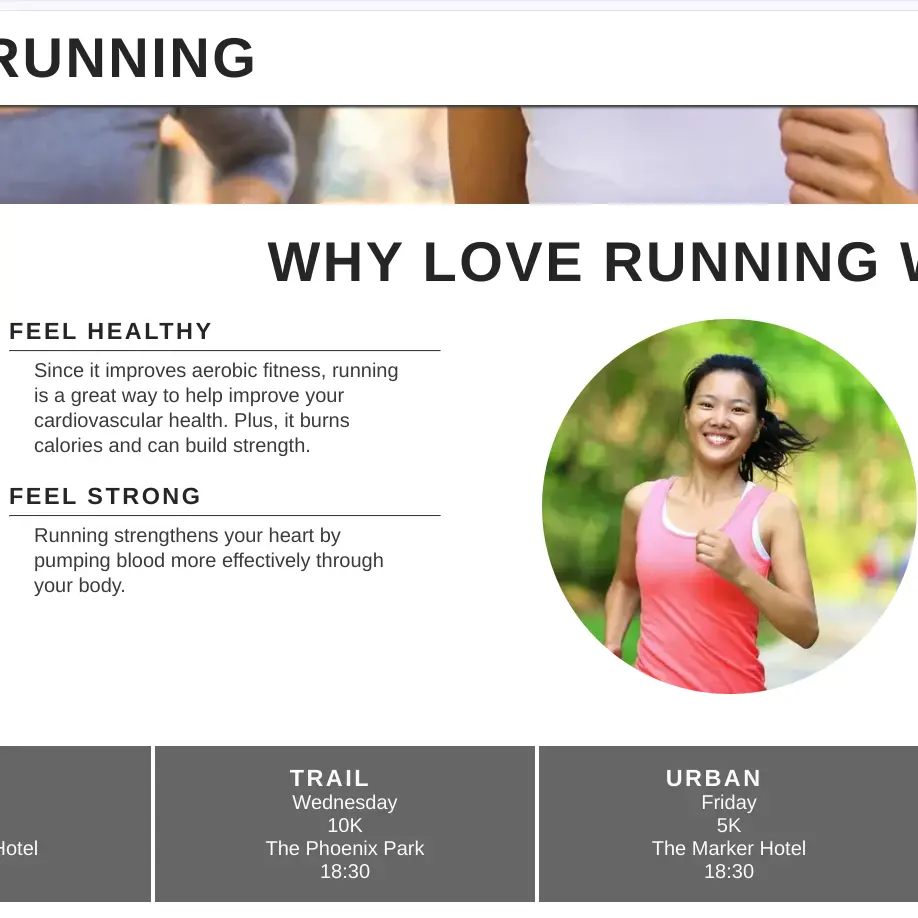 RUNNING
WHY LOVE RUNNING
FEEL HEALTHY
Since it improves aerobic fitness, running
is a great way to help improve your
cardiovascular health. Plus, it burns
calories and can build strength.
FEEL STRONG
Running strengthens your heart by
pumping blood more effectively through
your body.
Hotel
TRAIL
Wednesday
10K
The Phoenix Park
18:30
URBAN
Friday
5K
The Marker Hotel
18:30